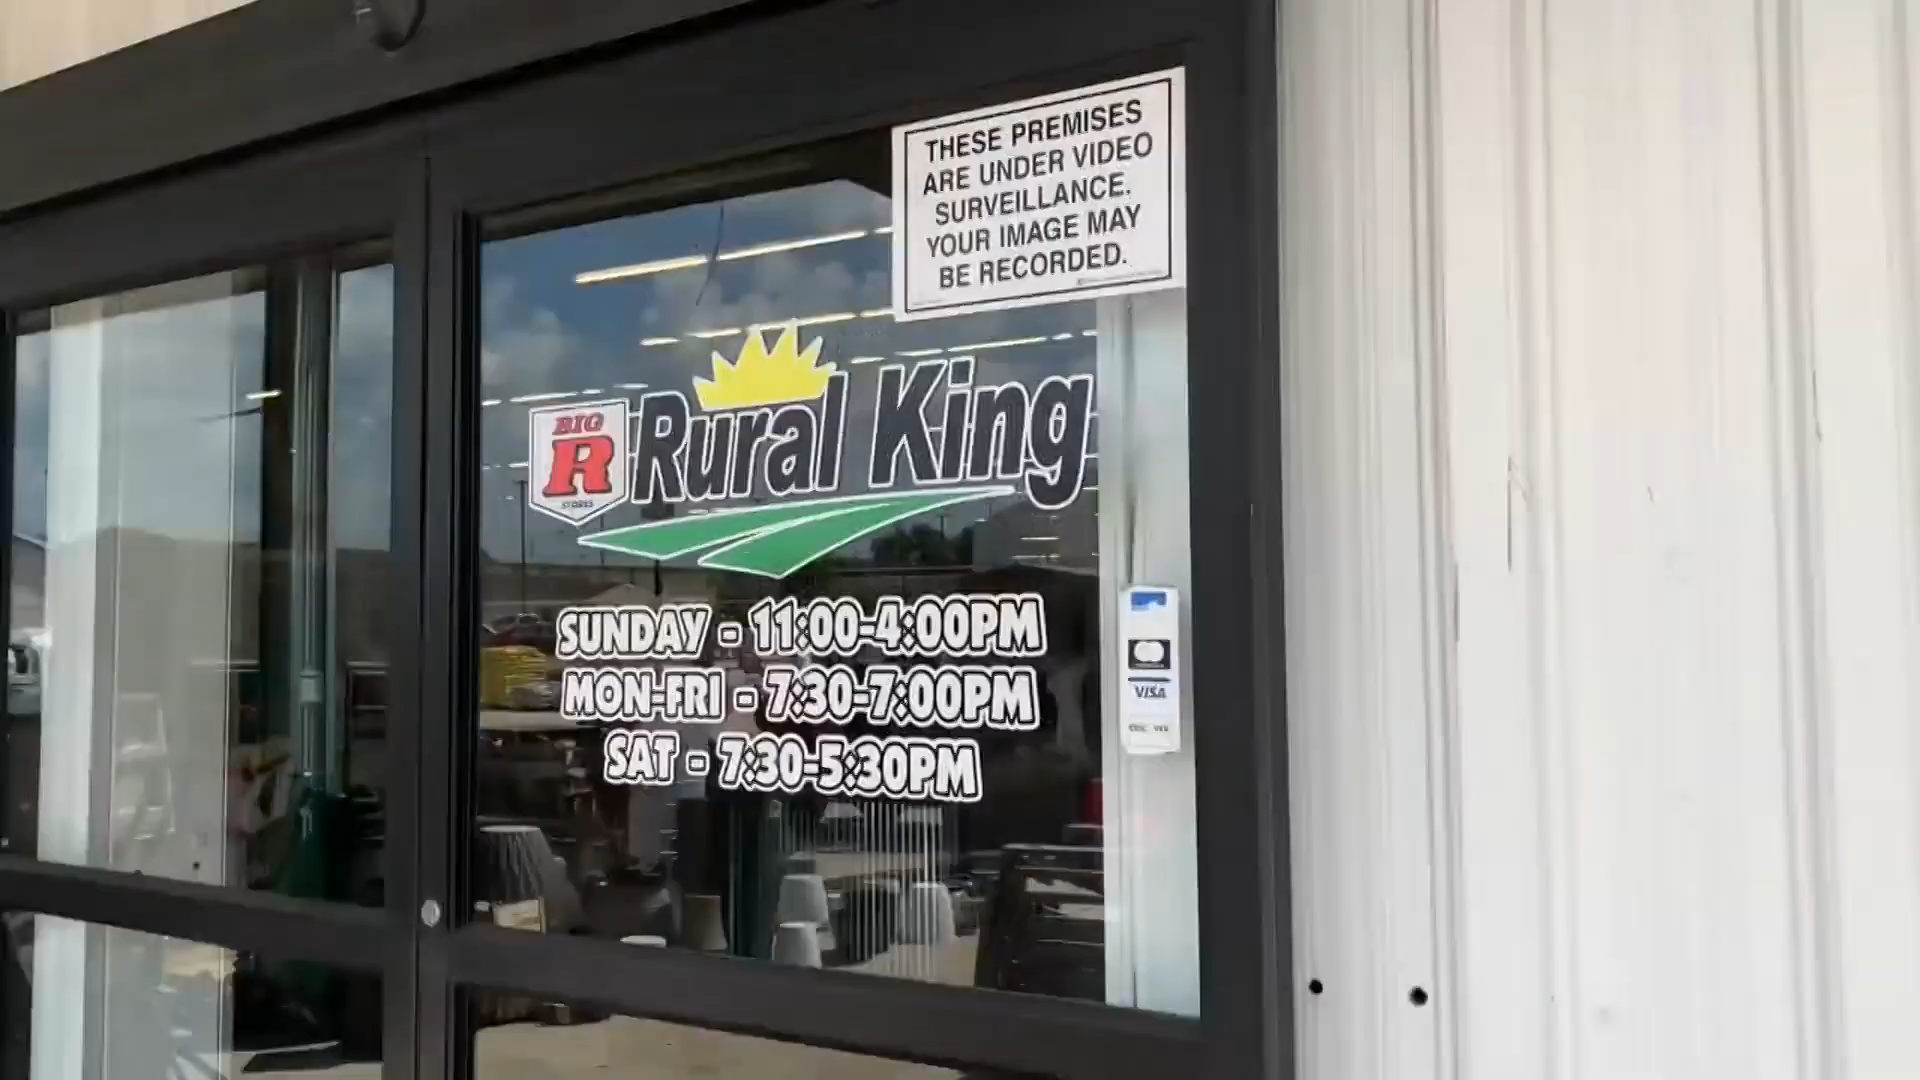 THESE PREMISES
ARE UNDER VIDEO
SURVEILLANCE.
YOUR IMAGE MAY
BE RECORDED.
BIG
R
STORES
Rural King
SUNDAY - 11:00-4:00PM
MON-FRI - 7:30-7:00PM
SAT - 7:30-5:30PM
VISA